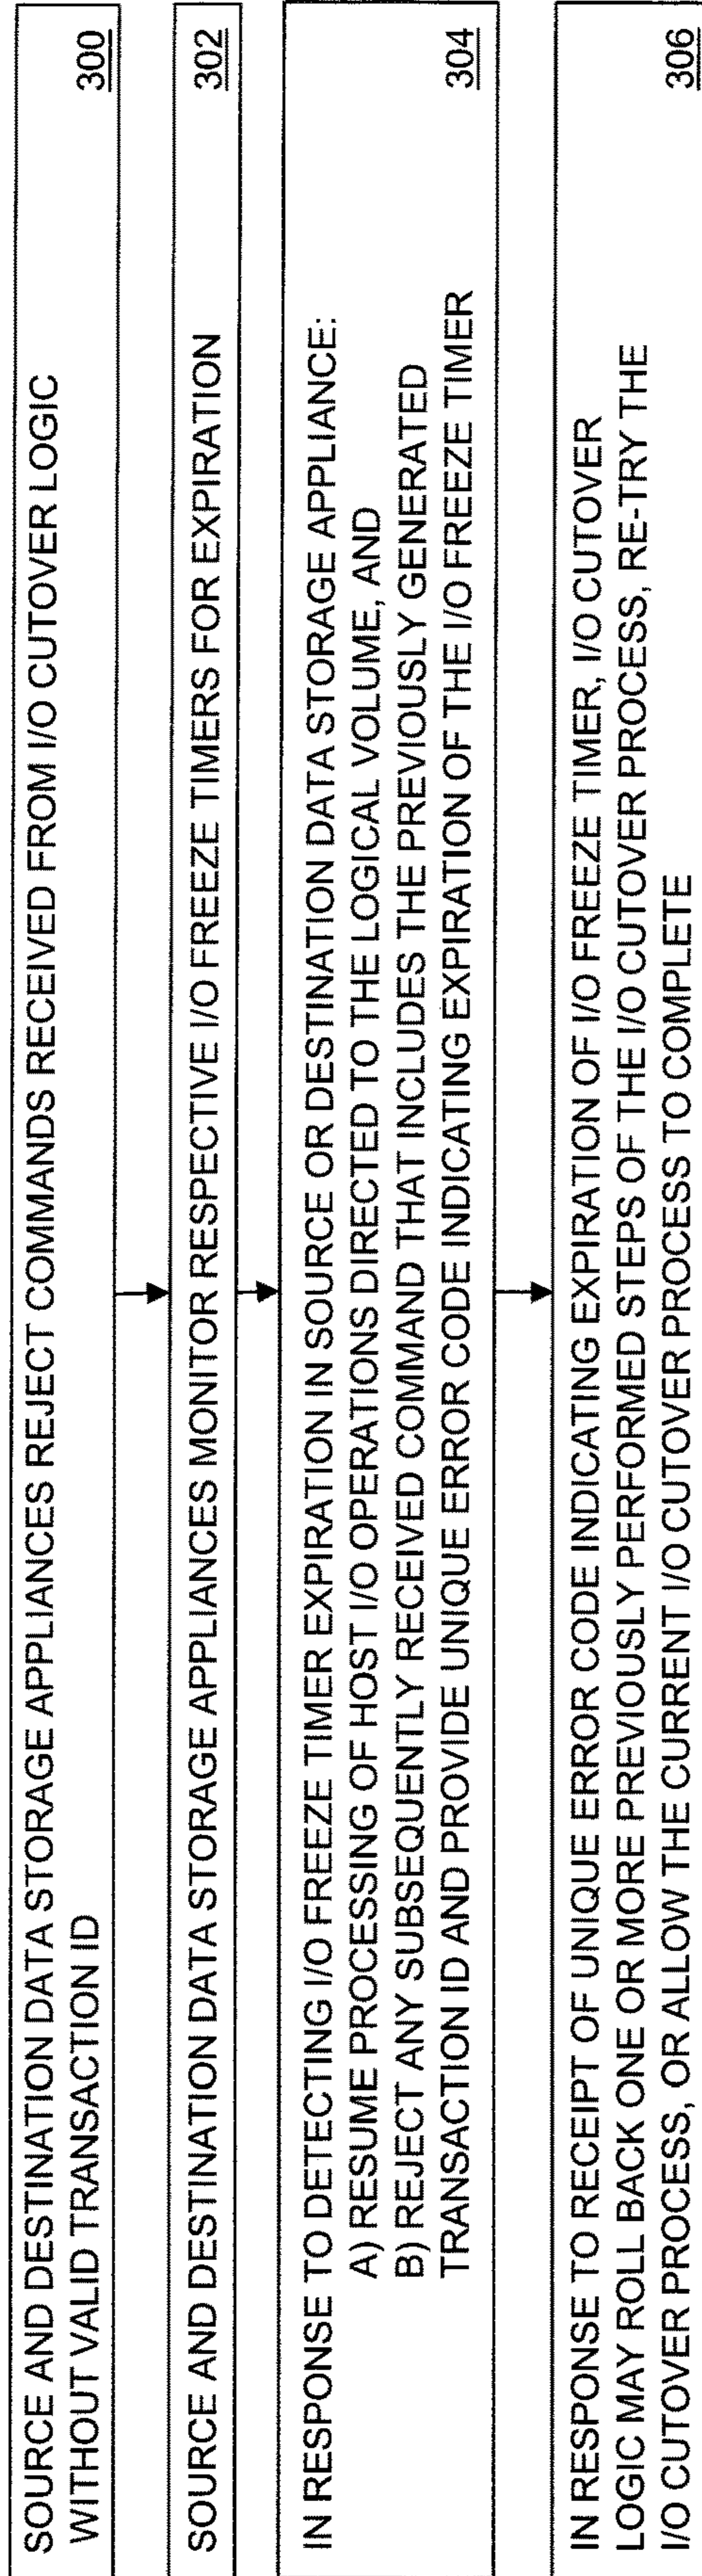 SOURCE AND DESTINATION DATA STORAGE APPLIANCES REJECT COMMANDS RECEIVED FROM I/O CUTOVER LOGIC
WITHOUT VALID TRANSACTION ID
300
SOURCE AND DESTINATION DATA STORAGE APPLIANCES MONITOR RESPECTIVE I/O FREEZE TIMERS FOR EXPIRATION
302
IN RESPONSE TO DETECTING I/O FREEZE TIMER EXPIRATION IN SOURCE OR DESTINATION DATA STORAGE APPLIANCE:
A) RESUME PROCESSING OF HOST I/O OPERATIONS DIRECTED TO THE LOGICAL VOLUME, AND
B) REJECT ANY SUBSEQUENTLY RECEIVED COMMAND THAT INCLUDES THE PREVIOUSLY GENERATED
TRANSACTION ID AND PROVIDE UNIQUE ERROR CODE INDICATING EXPIRATION OF THE I/O FREEZE TIMER
304
IN RESPONSE TO RECEIPT OF UNIQUE ERROR CODE INDICATING EXPIRATION OF I/O FREEZE TIMER, I/O CUTOVER
LOGIC MAY ROLL BACK ONE OR MORE PREVIOUSLY PERFORMED STEPS OF THE I/O CUTOVER PROCESS, RE-TRY THE
I/O CUTOVER PROCESS, OR ALLOW THE CURRENT I/O CUTOVER PROCESS TO COMPLETE
306